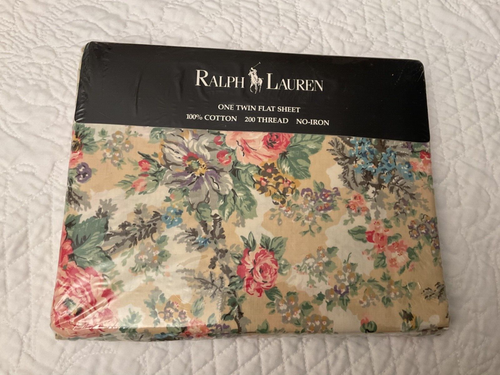 RALPH LAUREN
ONE TWIN FLAT SHEET
100% COTTON 200 THREAD NO-IRON